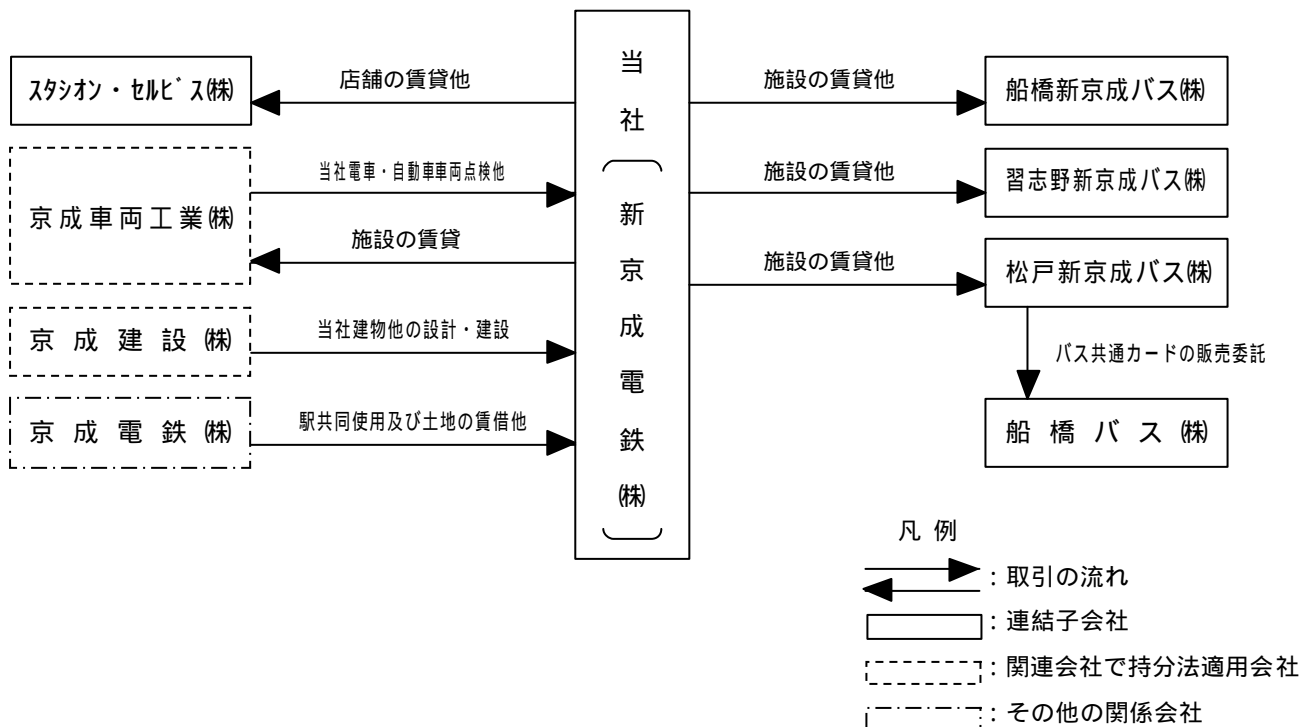 スタシオン・セルビス㈱
店舗の賃貸他
京成車両工業㈱
当社電車・自動車車両点検他
施設の賃貸
京成建設㈱
当社建物他の設計・建設
京成電鉄㈱
駅共同使用及び土地の賃借他
当社
新京成電鉄㈱
施設の賃貸他
船橋新京成バス㈱
施設の賃貸他
習志野新京成バス㈱
施設の賃貸他
松戸新京成バス㈱
バス共通カードの販売委託
船橋バス㈱
凡例
：取引の流れ
：連結子会社
：関連会社で持分法適用会社
：その他の関係会社